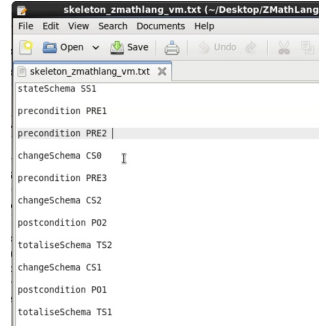 skeleton_zmathlang_vm.txt (~/Desktop/ZMathLang
File Edit View Search Documents Help
Open Save Undo
skeleton_zmathlang_vm.txt
stateSchema SS1
precondition PRE1
precondition PRE2
changeSchema CS0
precondition PRE3
changeSchema CS2
postcondition PO2
totaliseSchema TS2
changeSchema CS1
postcondition PO1
totaliseSchema TS1